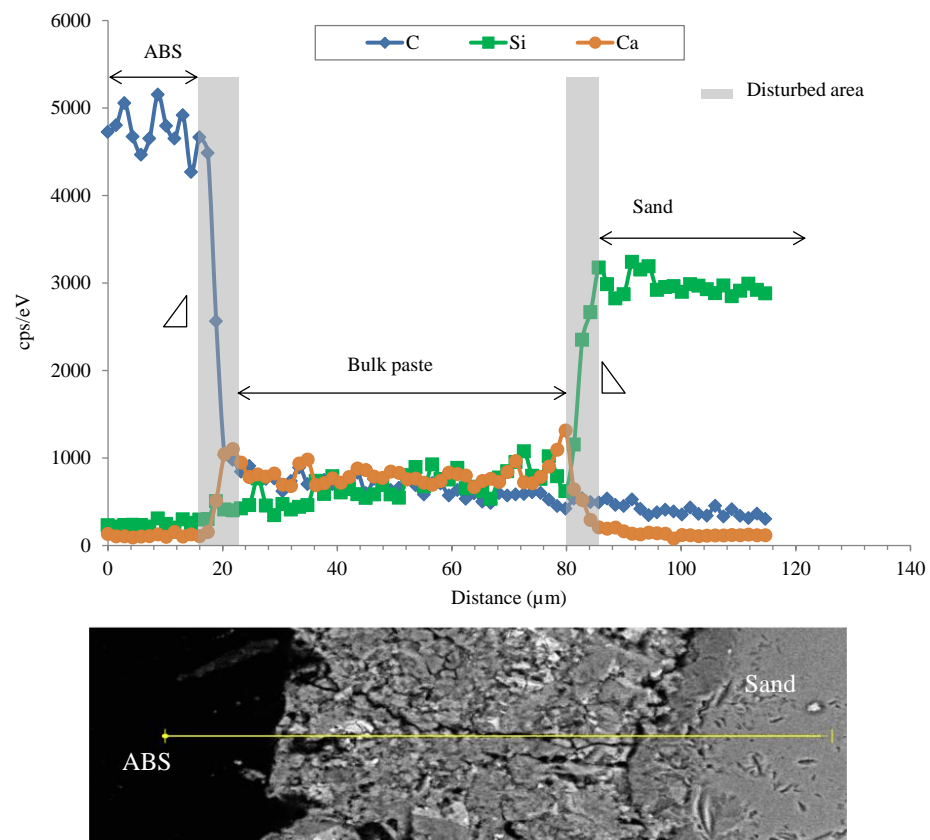 6000
5000
4000
3000
2000
1000
0
cps/eV
C Si Ca
ABS
Disturbed area
Sand
Bulk paste
0 20 40 60 80 100 120 140
Distance (µm)
ABS
Sand